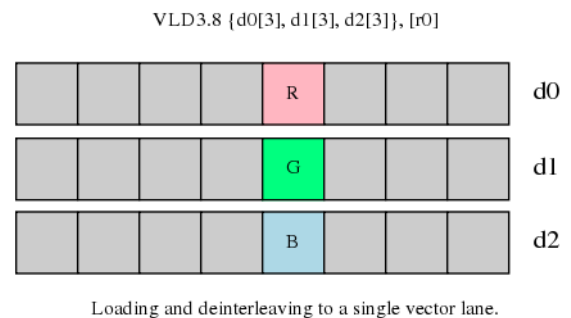 VLD3.8 {d0[3], d1[3], d2[3]}, [r0]
R d0
G d1
B d2
Loading and deinterleaving to a single vector lane.